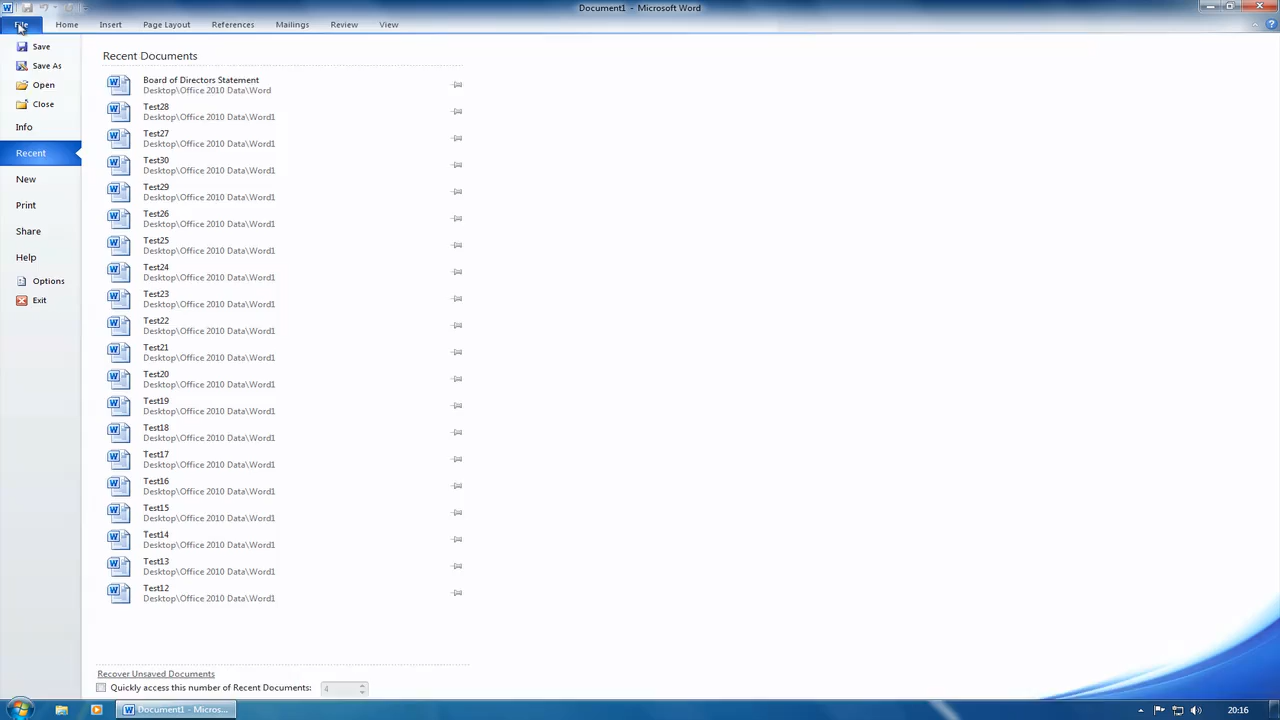 Document1 - Microsoft Word
File Home Insert Page Layout References Mailings Review View
Save
Save As
Open
Close
Info
Recent
New
Print
Share
Help
Options
Exit
Recent Documents
Board of Directors Statement
Desktop\Office 2010 Data\Word
Test28
Desktop\Office 2010 Data\Word1
Test27
Desktop\Office 2010 Data\Word1
Test30
Desktop\Office 2010 Data\Word1
Test29
Desktop\Office 2010 Data\Word1
Test26
Desktop\Office 2010 Data\Word1
Test25
Desktop\Office 2010 Data\Word1
Test24
Desktop\Office 2010 Data\Word1
Test23
Desktop\Office 2010 Data\Word1
Test22
Desktop\Office 2010 Data\Word1
Test21
Desktop\Office 2010 Data\Word1
Test20
Desktop\Office 2010 Data\Word1
Test19
Desktop\Office 2010 Data\Word1
Test18
Desktop\Office 2010 Data\Word1
Test17
Desktop\Office 2010 Data\Word1
Test16
Desktop\Office 2010 Data\Word1
Test15
Desktop\Office 2010 Data\Word1
Test14
Desktop\Office 2010 Data\Word1
Test13
Desktop\Office 2010 Data\Word1
Test12
Desktop\Office 2010 Data\Word1
Recover Unsaved Documents
Quickly access this number of Recent Documents: 4
Document1 - Micros...
20:16